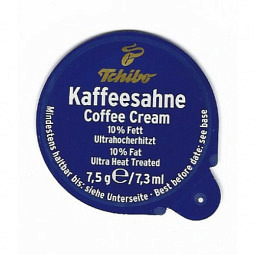 Tchibo
Kaffeesahne
Coffee Cream
10% Fett
Ultrahocherhitzt
10% Fat
Ultra Heat Treated
7,5 g ℮/7,3 ml
Mindestens haltbar bis: siehe Unterseite - Best before date: see base